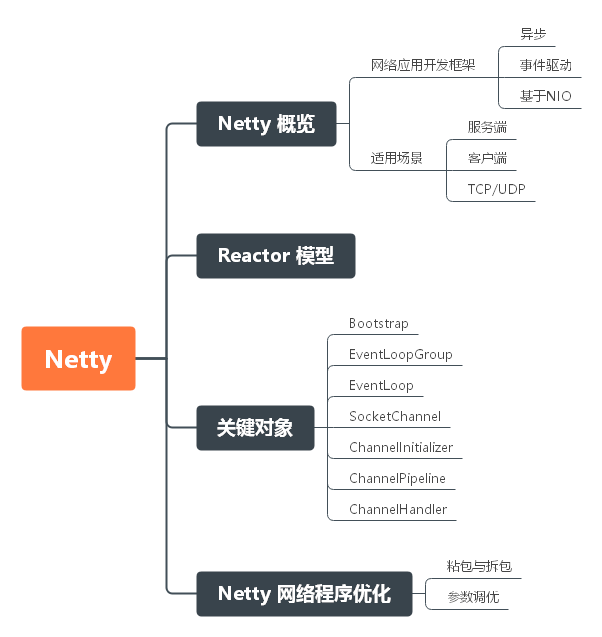 Netty
Netty 概览
网络应用开发框架
异步
事件驱动
基于NIO
适用场景
服务端
客户端
TCP/UDP
Reactor 模型
关键对象
Bootstrap
EventLoopGroup
EventLoop
SocketChannel
ChannelInitializer
ChannelPipeline
ChannelHandler
Netty 网络程序优化
粘包与拆包
参数调优